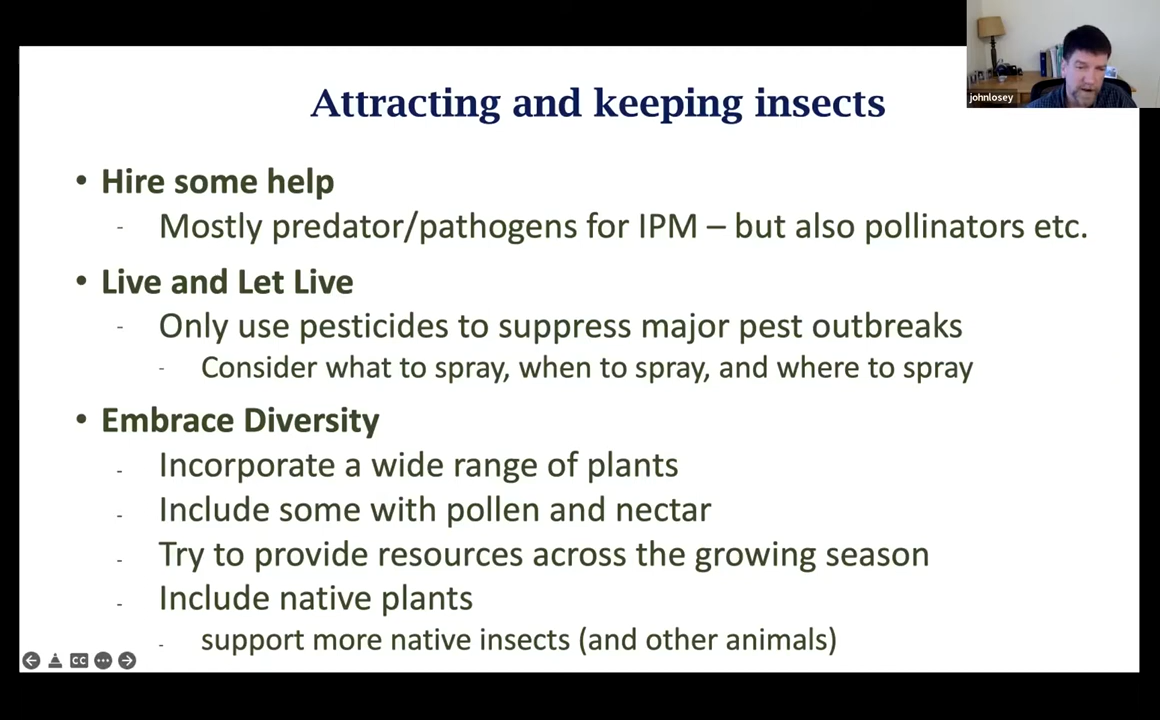 johnlosey
Attracting and keeping insects
• Hire some help
- Mostly predator/pathogens for IPM – but also pollinators etc.
• Live and Let Live
- Only use pesticides to suppress major pest outbreaks
- Consider what to spray, when to spray, and where to spray
• Embrace Diversity
- Incorporate a wide range of plants
- Include some with pollen and nectar
- Try to provide resources across the growing season
- Include native plants
- support more native insects (and other animals)
CC